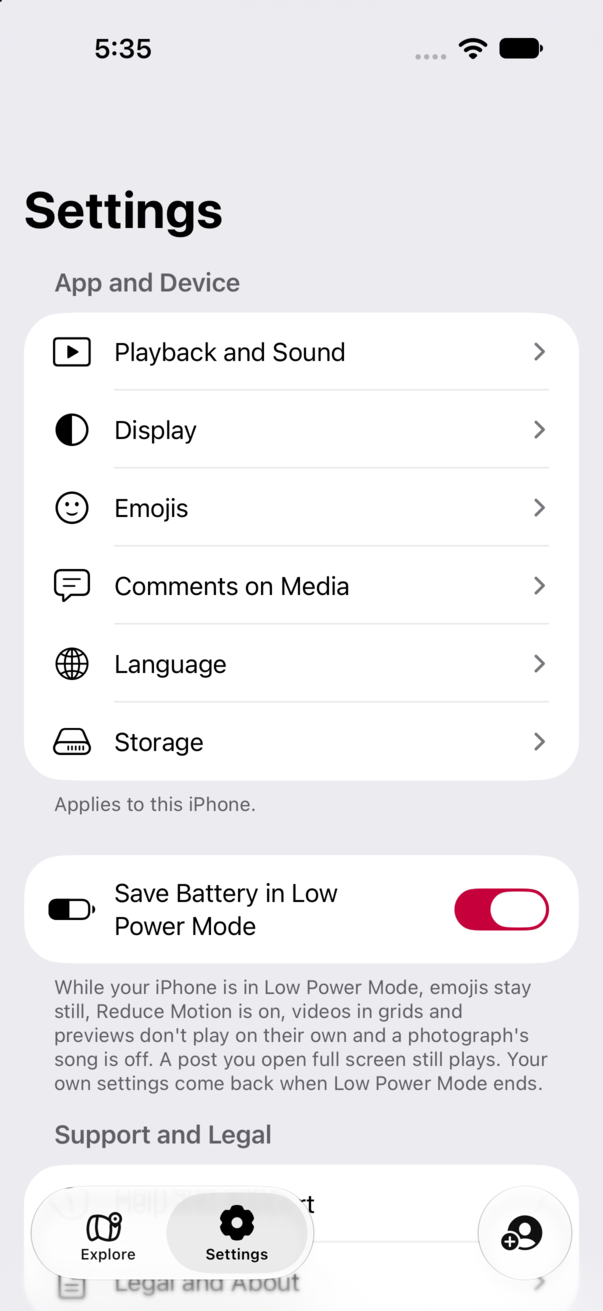 5:35
Settings
App and Device
Playback and Sound
Display
Emojis
Comments on Media
Language
Storage
Applies to this iPhone.
Save Battery in Low
Power Mode
While your iPhone is in Low Power Mode, emojis stay
still, Reduce Motion is on, videos in grids and
previews don't play on their own and a photograph's
song is off. A post you open full screen still plays. Your
own settings come back when Low Power Mode ends.
Support and Legal
Explore
Settings
Legal and About